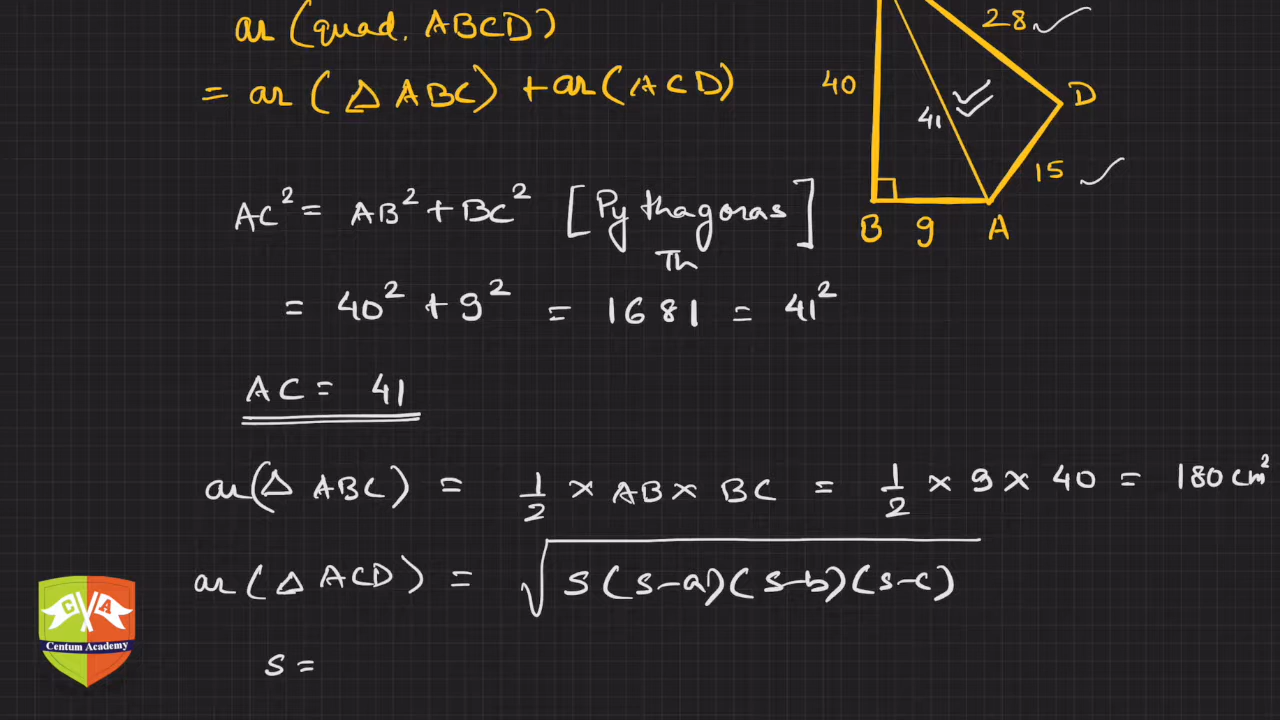 ar (quad. ABCD)
= ar (△ ABC) + ar (ACD)
28
40
D
41
15
B 9 A
AC² = AB² + BC² [Pythagoras Th]
= 40² + 9² = 1681 = 41²
AC = 41
ar(△ ABC) = 1/2 × AB × BC = 1/2 × 9 × 40 = 180 cm²
ar (△ ACD) = √s(s-a)(s-b)(s-c)
s =
C A
Centum Academy